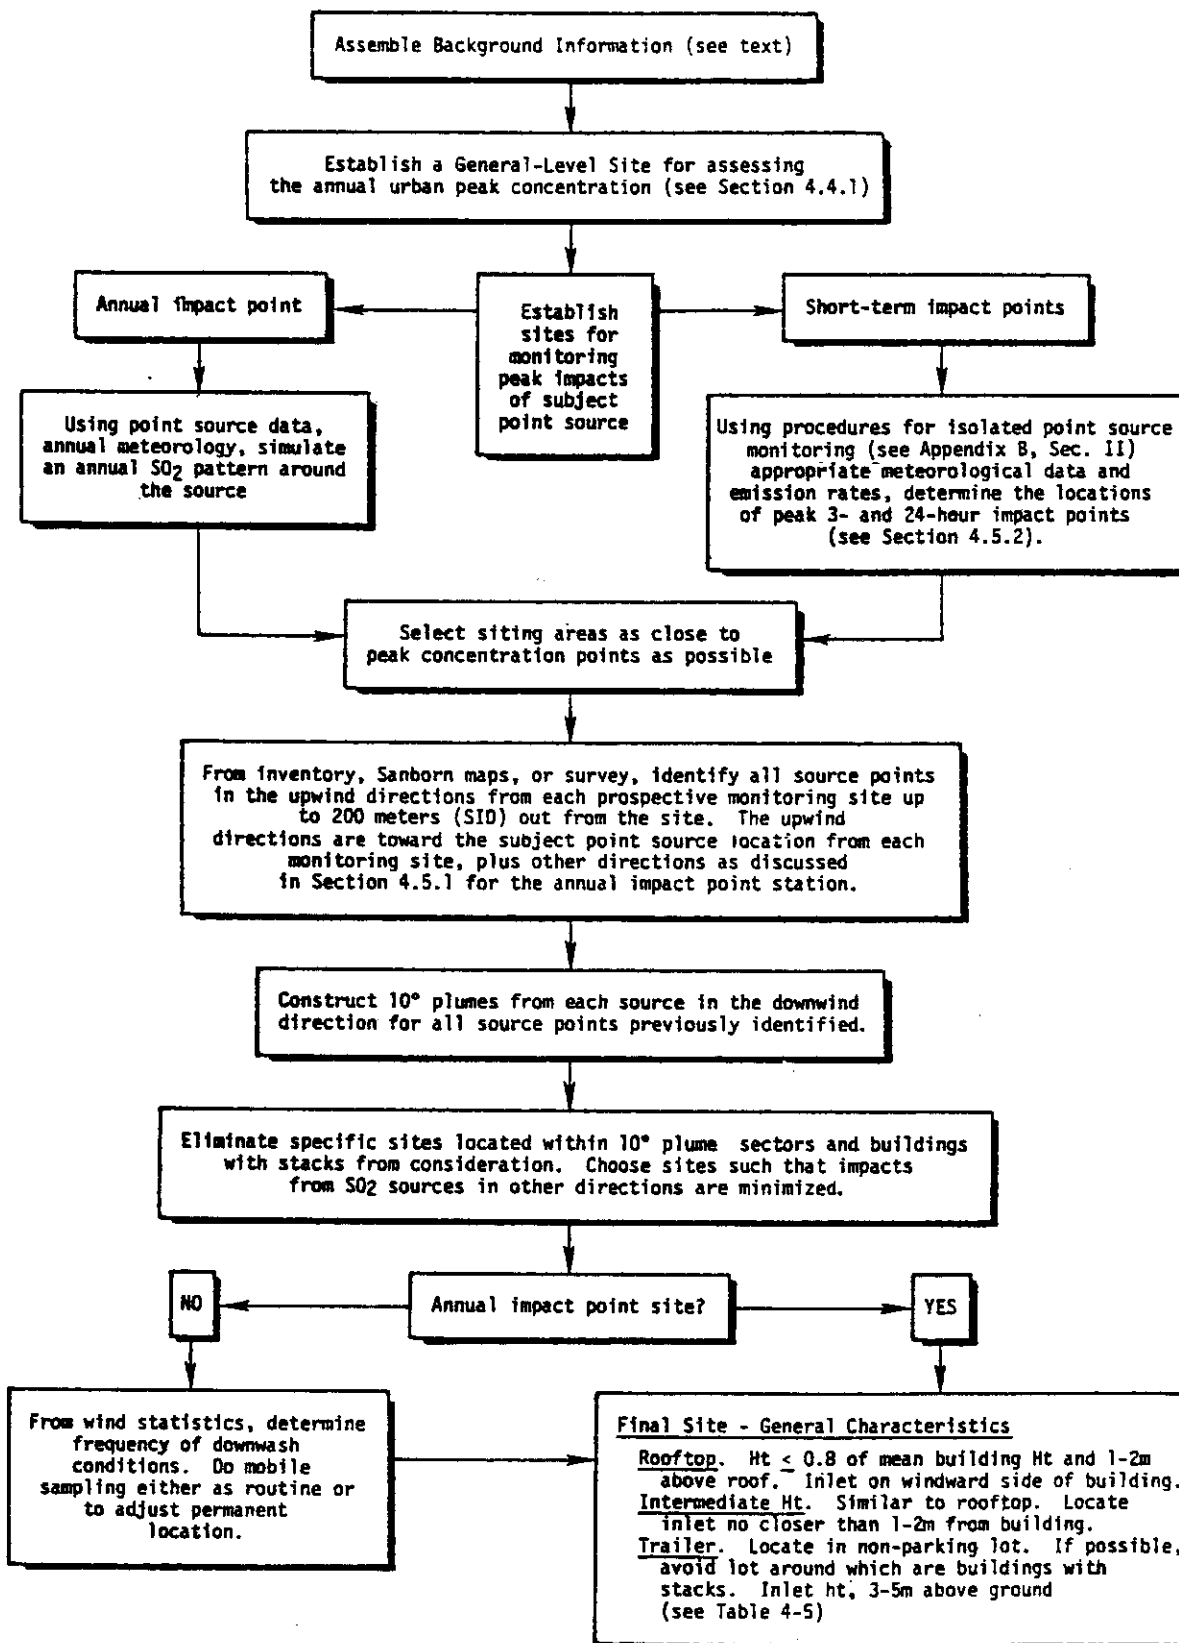 Assemble Background Information (see text)
Establish a General-Level Site for assessing
the annual urban peak concentration (see Section 4.4.1)
Annual impact point
Establish
sites for
monitoring
peak impacts
of subject
point source
Short-term impact points
Using point source data,
annual meteorology, simulate
an annual SO₂ pattern around
the source
Using procedures for isolated point source
monitoring (see Appendix B, Sec. II)
appropriate meteorological data and
emission rates, determine the locations
of peak 3- and 24-hour impact points
(see Section 4.5.2).
Select siting areas as close to
peak concentration points as possible
From inventory, Sanborn maps, or survey, identify all source points
in the upwind directions from each prospective monitoring site up
to 200 meters (SID) out from the site. The upwind
directions are toward the subject point source location from each
monitoring site, plus other directions as discussed
in Section 4.5.1 for the annual impact point station.
Construct 10° plumes from each source in the downwind
direction for all source points previously identified.
Eliminate specific sites located within 10° plume sectors and buildings
with stacks from consideration. Choose sites such that impacts
from SO₂ sources in other directions are minimized.
NO
Annual impact point site?
YES
From wind statistics, determine
frequency of downwash
conditions. Do mobile
sampling either as routine or
to adjust permanent
location.
Final Site - General Characteristics
Rooftop. Ht ≤ 0.8 of mean building Ht and 1-2m
above roof. Inlet on windward side of building.
Intermediate Ht. Similar to rooftop. Locate
inlet no closer than 1-2m from building.
Trailer. Locate in non-parking lot. If possible,
avoid lot around which are buildings with
stacks. Inlet ht, 3-5m above ground
(see Table 4-5)